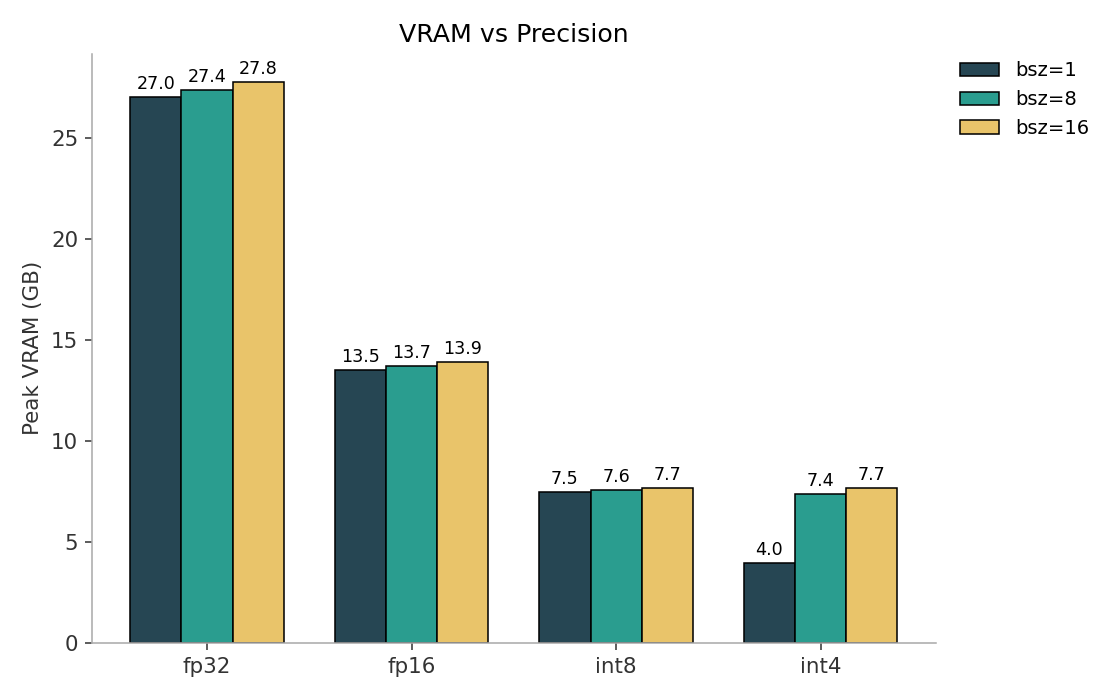 VRAM vs Precision
bsz=1
bsz=8
bsz=16
Peak VRAM (GB)
25
20
15
10
5
0
27.0 27.4 27.8
13.5 13.7 13.9
7.5 7.6 7.7
4.0 7.4 7.7
fp32 fp16 int8 int4